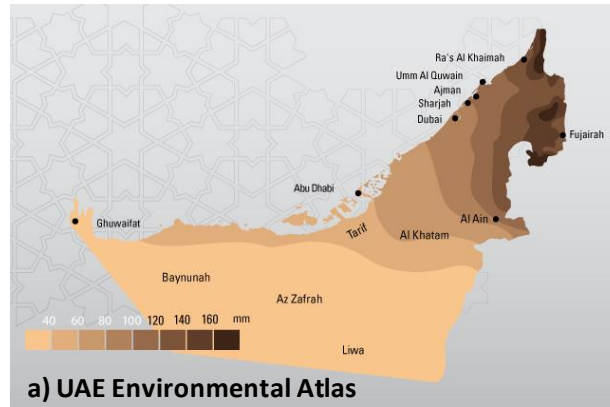 Ra's Al Khaimah
Umm Al Quwain
Ajman
Sharjah
Dubai
Fujairah
Abu Dhabi
Ghuwaifat
Al Ain
Tarif
Al Khatam
Baynunah
Az Zafrah
40 60 80 100 120 140 160 mm
Liwa
a) UAE Environmental Atlas